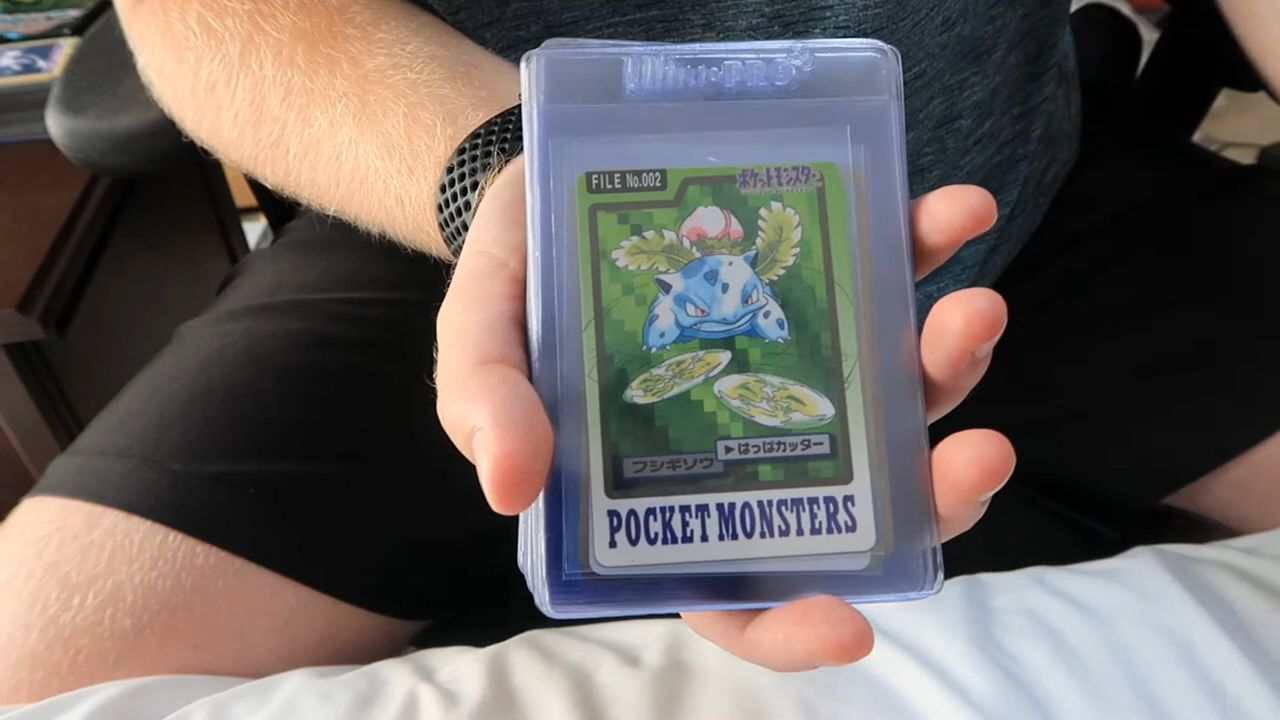 Ultra PRO
FILE No.002
ポケットモンスター
フシギソウ
▶はっぱカッター
POCKET MONSTERS